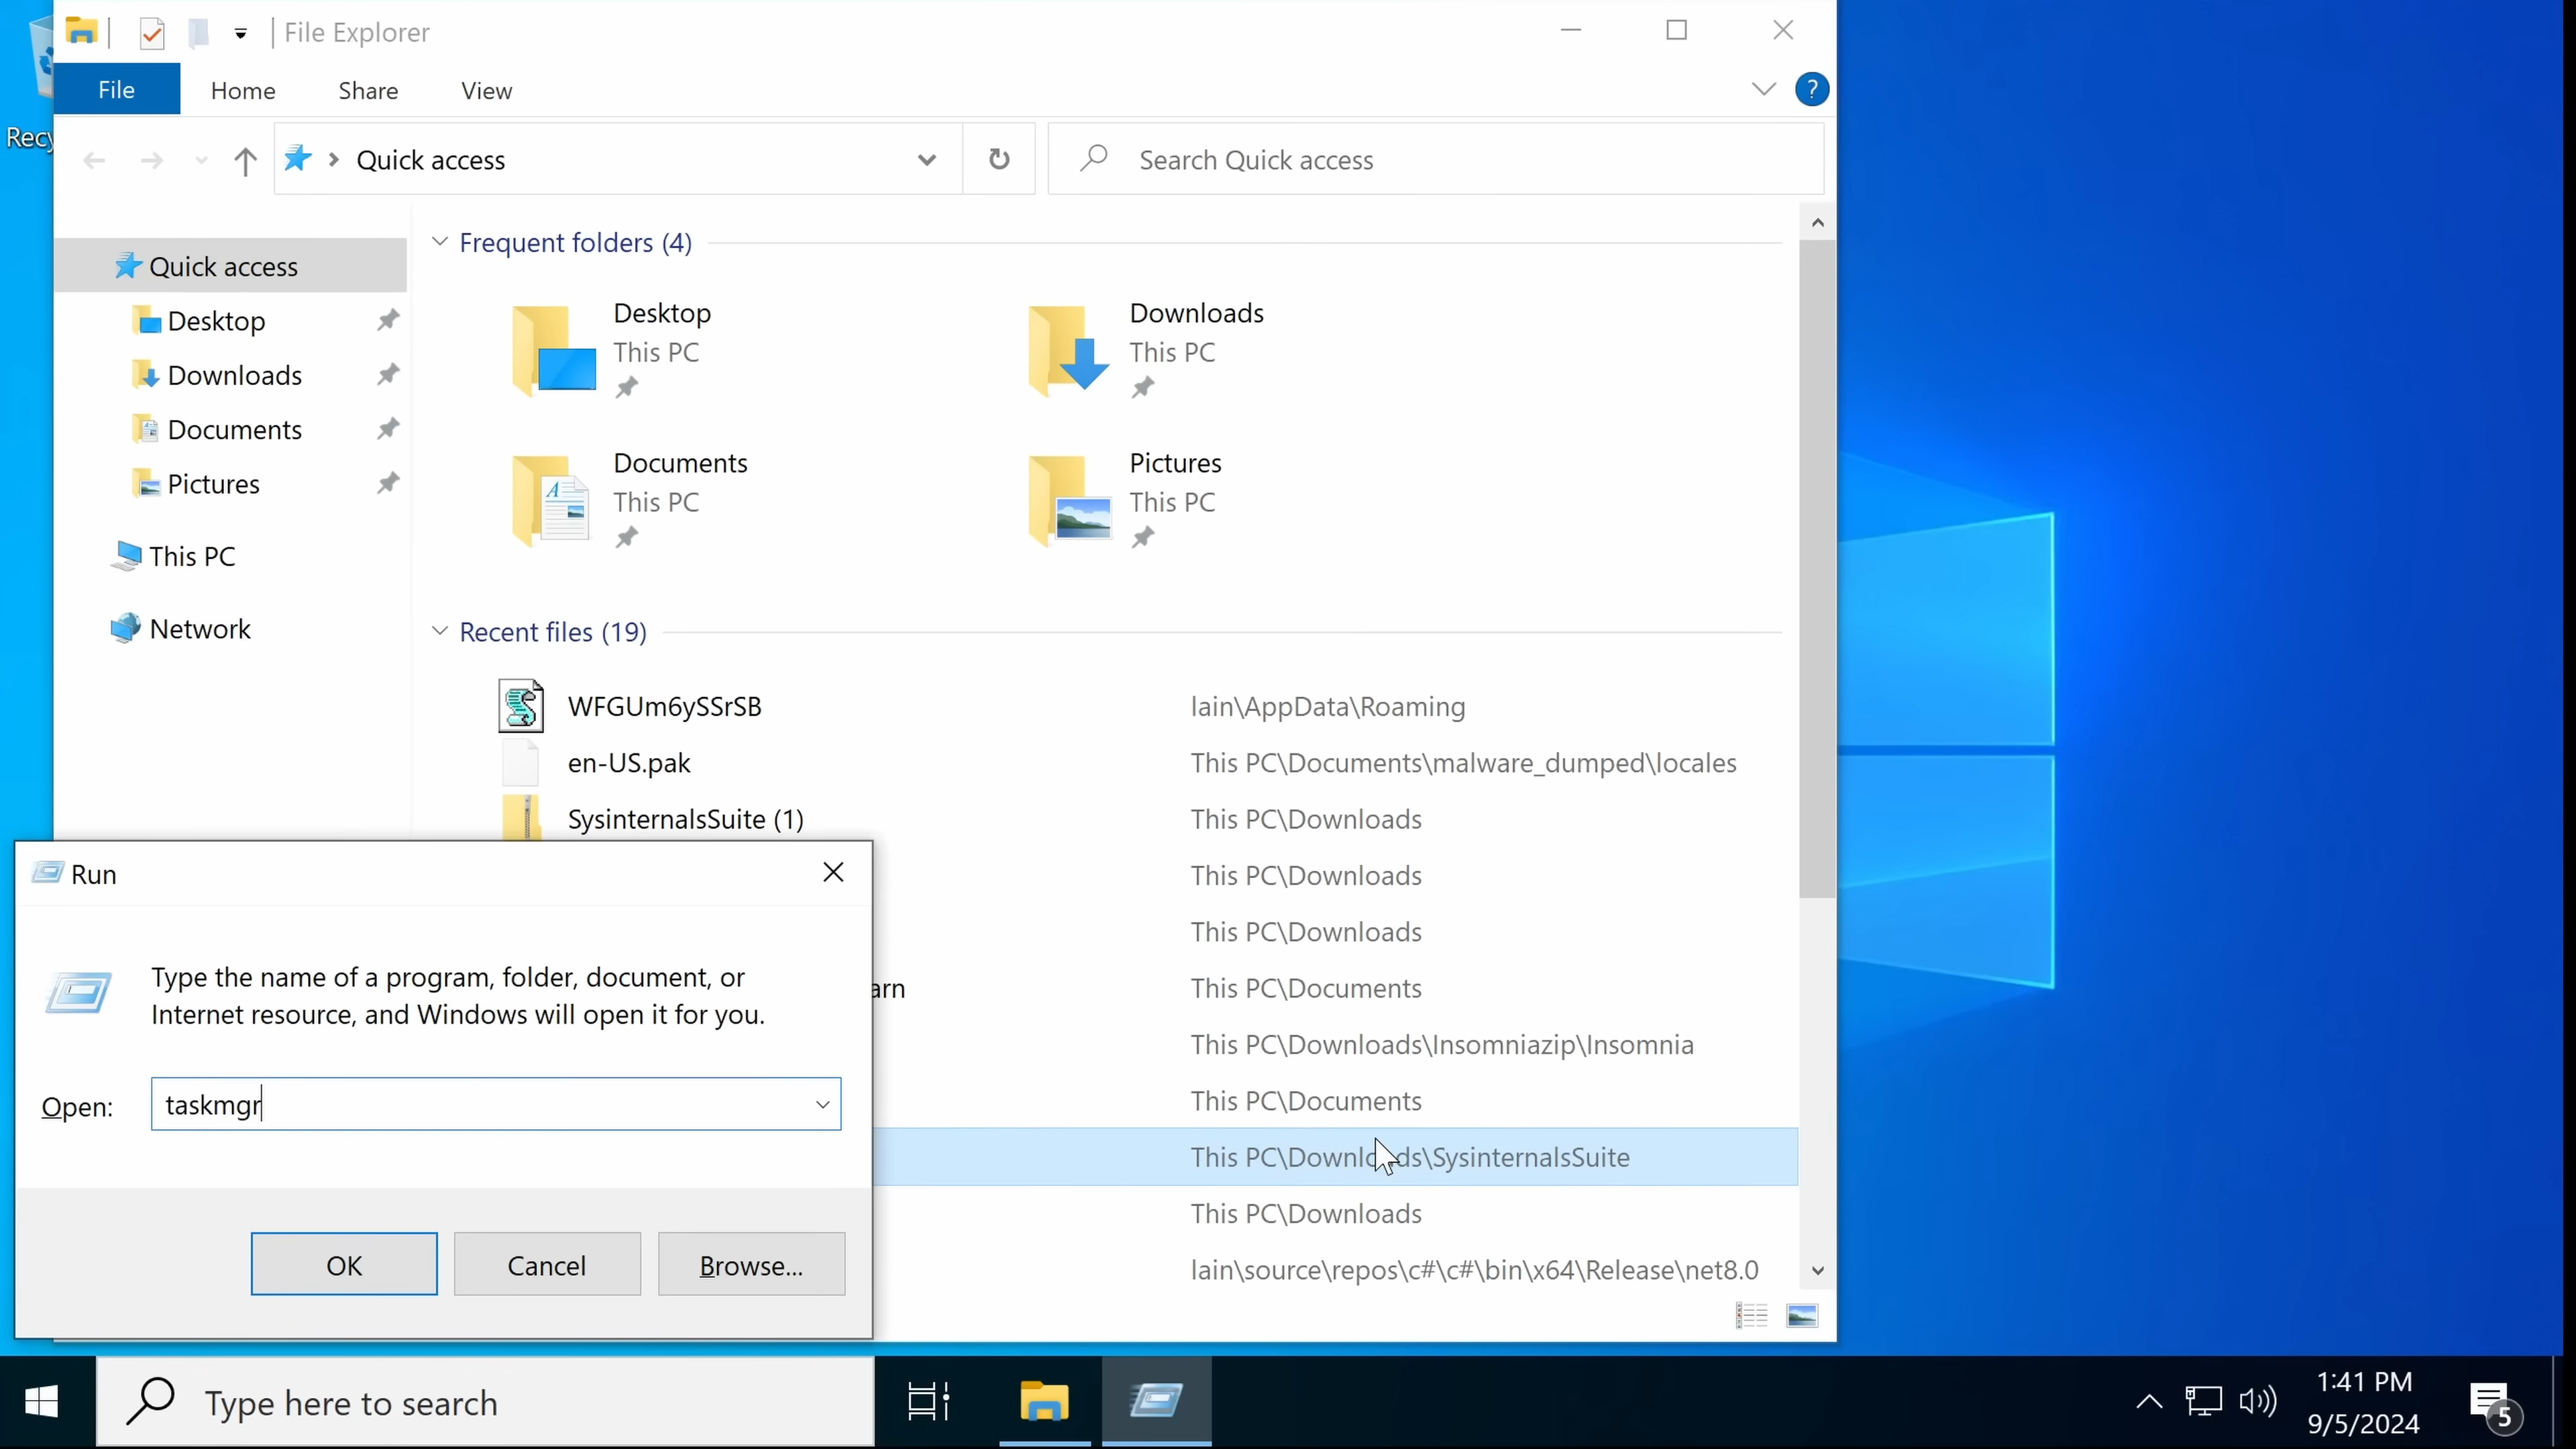 File Explorer
File
Home
Share
View
?
Recy
Quick access
Search Quick access
Quick access
Desktop
Downloads
Documents
Pictures
This PC
Network
Frequent folders (4)
Desktop
This PC
Downloads
This PC
Documents
This PC
Pictures
This PC
Recent files (19)
WFGUm6ySSrSB
lain\AppData\Roaming
en-US.pak
This PC\Documents\malware_dumped\locales
SysinternalsSuite (1)
This PC\Downloads
This PC\Downloads
This PC\Downloads
arn
This PC\Documents
This PC\Downloads\Insomniazip\Insomnia
This PC\Documents
This PC\Downloads\SysinternalsSuite
This PC\Downloads
lain\source\repos\c#\c#\bin\x64\Release\net8.0
Run
Type the name of a program, folder, document, or
Internet resource, and Windows will open it for you.
Open:
taskmgr
OK
Cancel
Browse...
Type here to search
1:41 PM
9/5/2024
5